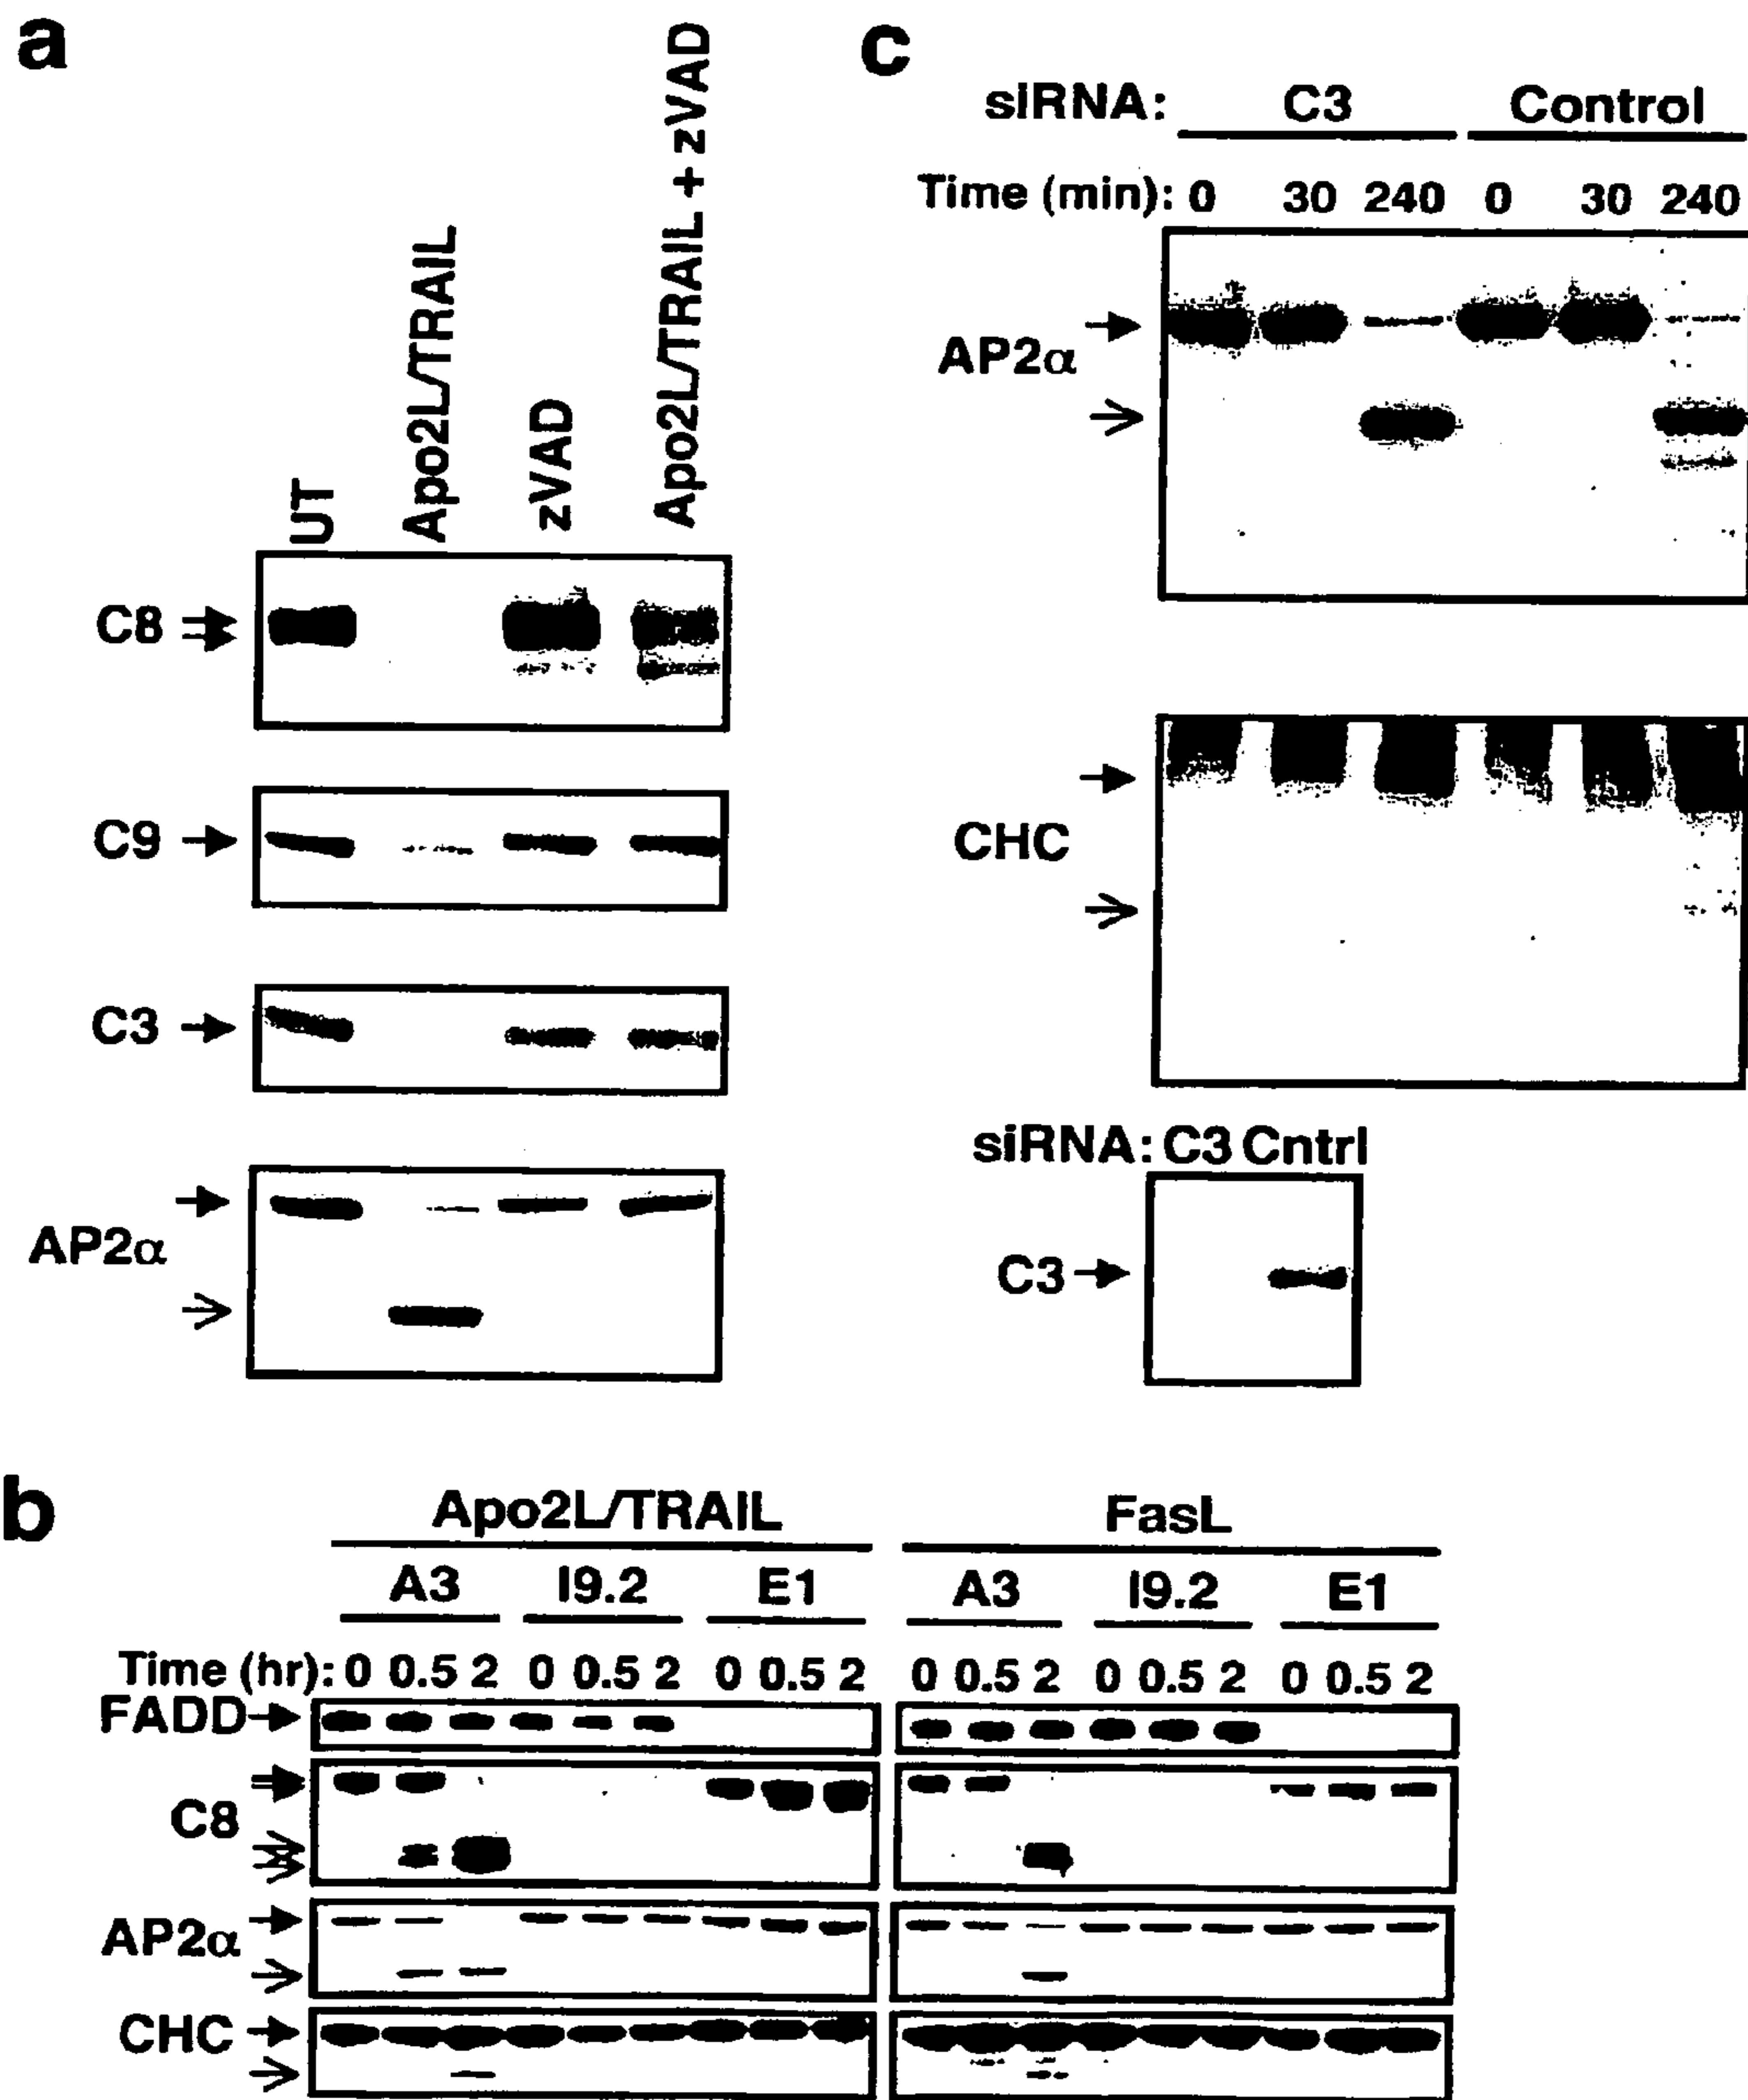 a
UT
Apo2L/TRAIL
zVAD
Apo2L/TRAIL + zVAD
C8
C9
C3
AP2α
c
siRNA: C3 Control
Time (min): 0 30 240 0 30 240
AP2α
CHC
siRNA: C3 Cntrl
C3
b
Apo2L/TRAIL FasL
A3 I9.2 E1 A3 I9.2 E1
Time (hr): 0 0.5 2 0 0.5 2 0 0.5 2 0 0.5 2 0 0.5 2 0 0.5 2
FADD
C8
AP2α
CHC